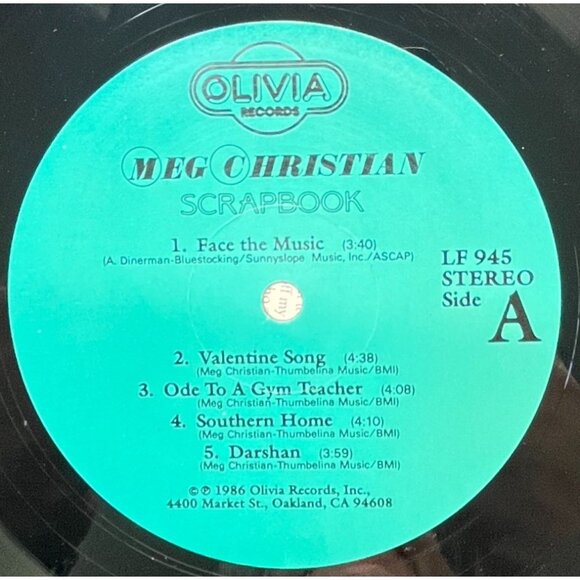 OLIVIA
RECORDS
MEG CHRISTIAN
SCRAPBOOK
1. Face the Music (3:40)
(A. Dinerman-Bluestocking/Sunnyslope Music, Inc./ASCAP)
LF 945
STEREO
Side A
2. Valentine Song (4:38)
(Meg Christian-Thumbelina Music/BMI)
3. Ode To A Gym Teacher (4:08)
(Meg Christian-Thumbelina Music/BMI)
4. Southern Home (4:10)
(Meg Christian-Thumbelina Music/BMI)
5. Darshan (3:59)
(Meg Christian-Thumbelina Music/BMI)
©℗ 1986 Olivia Records, Inc.,
4400 Market St., Oakland, CA 94608